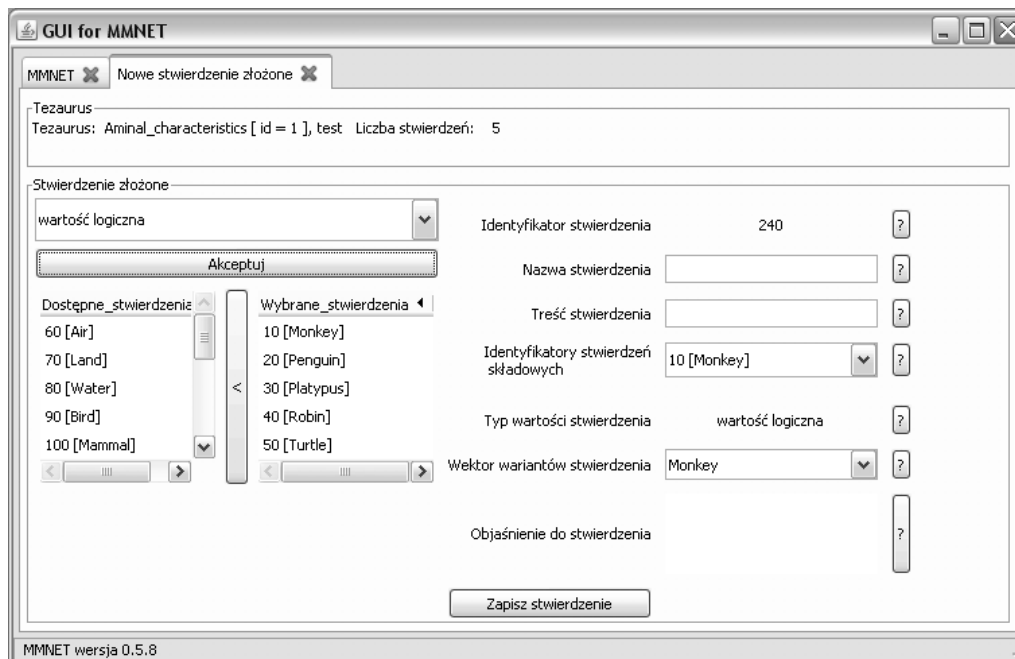 GUI for MMNET
MMNET
Nowe stwierdzenie złożone
Tezaurus
Tezaurus: Aminal_characteristics [ id = 1 ], test Liczba stwierdzeń: 5
Stwierdzenie złożone
wartość logiczna
Akceptuj
Dostępne_stwierdzenia
60 [Air]
70 [Land]
80 [Water]
90 [Bird]
100 [Mammal]
<
Wybrane_stwierdzenia
10 [Monkey]
20 [Penguin]
30 [Platypus]
40 [Robin]
50 [Turtle]
Identyfikator stwierdzenia 240 ?
Nazwa stwierdzenia ?
Treść stwierdzenia ?
Identyfikatory stwierdzeń
składowych
10 [Monkey] ?
Typ wartości stwierdzenia wartość logiczna ?
Wektor wariantów stwierdzenia Monkey ?
Objaśnienie do stwierdzenia ?
Zapisz stwierdzenie
MMNET wersja 0.5.8